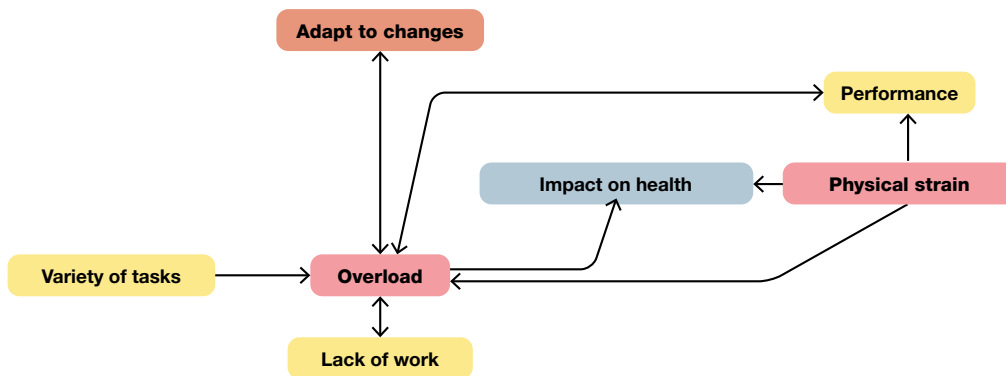 Adapt to changes
Performance
Impact on health
Physical strain
Variety of tasks
Overload
Lack of work